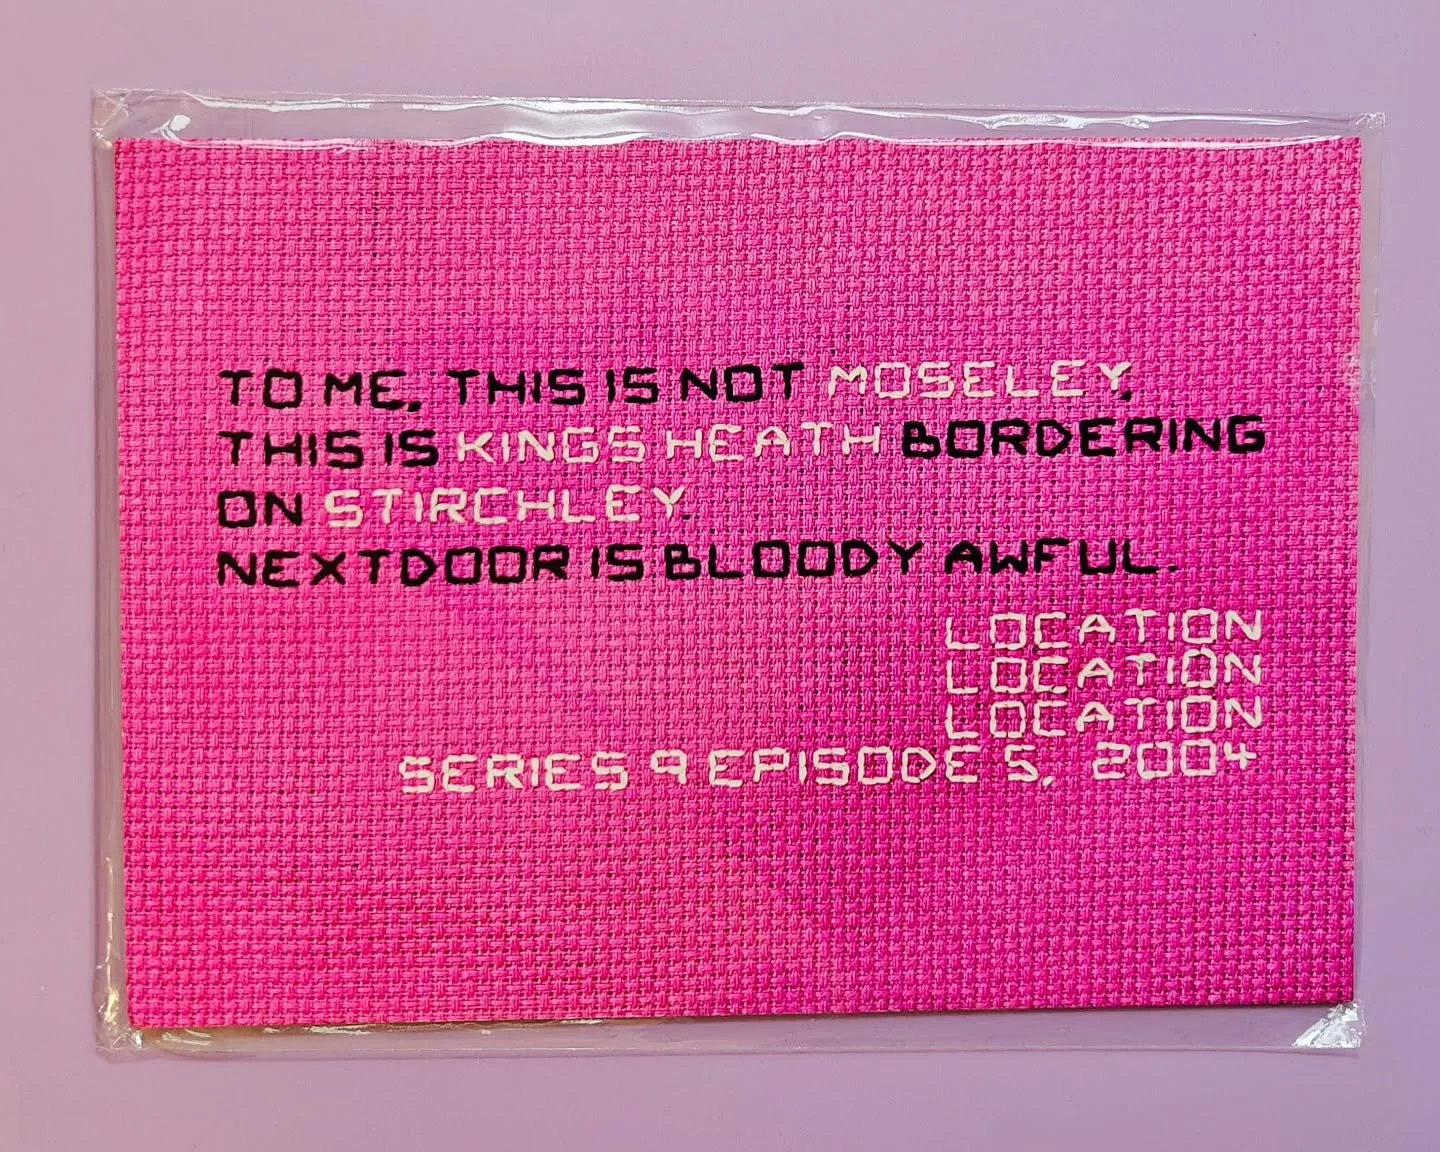 TO ME, THIS IS NOT MOSELEY,
THIS IS KINGS HEATH BORDERING
ON STIRCHLEY.
NEXTDOOR IS BLOODY AWFUL.
LOCATION
LOCATION
LOCATION
SERIES 9 EPISODE 5, 2004